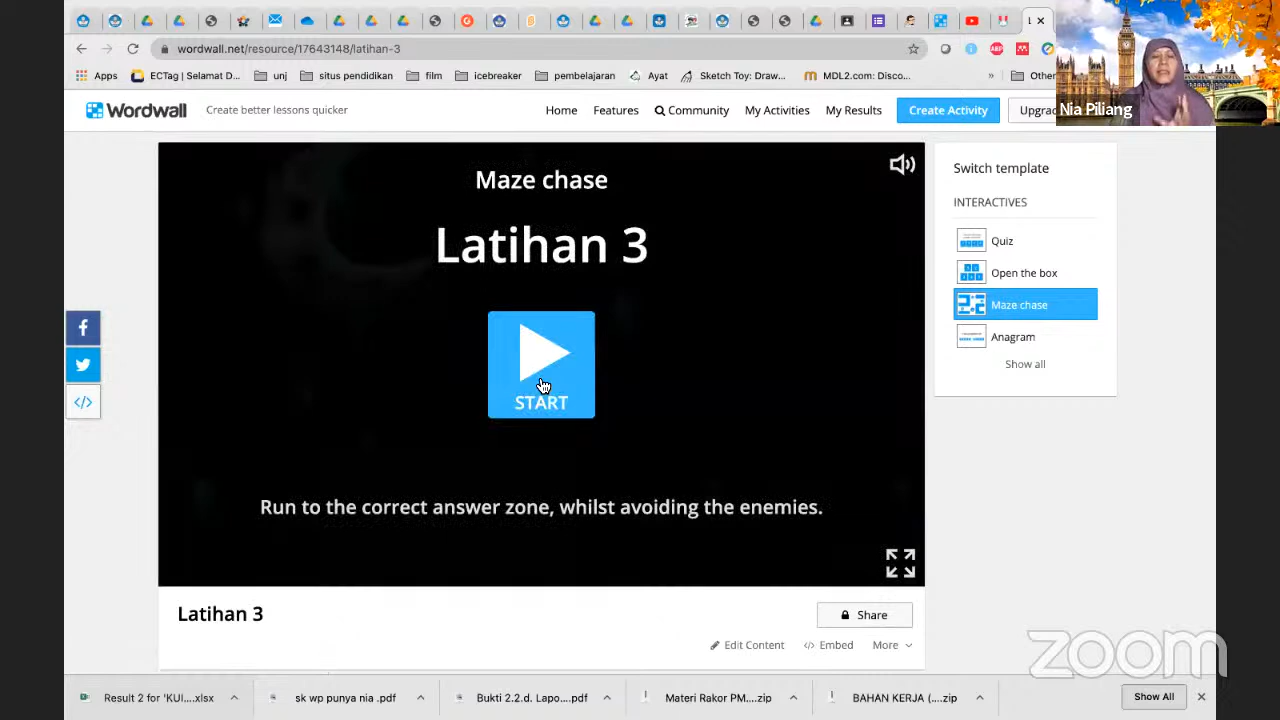 wordwall.net/resource/17643148/latihan-3
Apps
ECTag | Selamat D...
unj
situs pendidikan
film
icebreaker
pembelajaran
Ayat
Sketch Toy: Draw...
MDL2.com: Disco...
»
Nia Piliang
Wordwall
Create better lessons quicker
Home
Features
Community
My Activities
My Results
Create Activity
Maze chase
Latihan 3
START
Run to the correct answer zone, whilst avoiding the enemies.
Switch template
INTERACTIVES
Quiz
Open the box
Maze chase
Anagram
Show all
Latihan 3
Share
Edit Content
Embed
More
zoom
Result 2 for 'KUI....xlsx
sk wp punya nia .pdf
Bukti 2.2.d. Lapo....pdf
Materi Rakor PM....zip
BAHAN KERJA (....zip
Show All